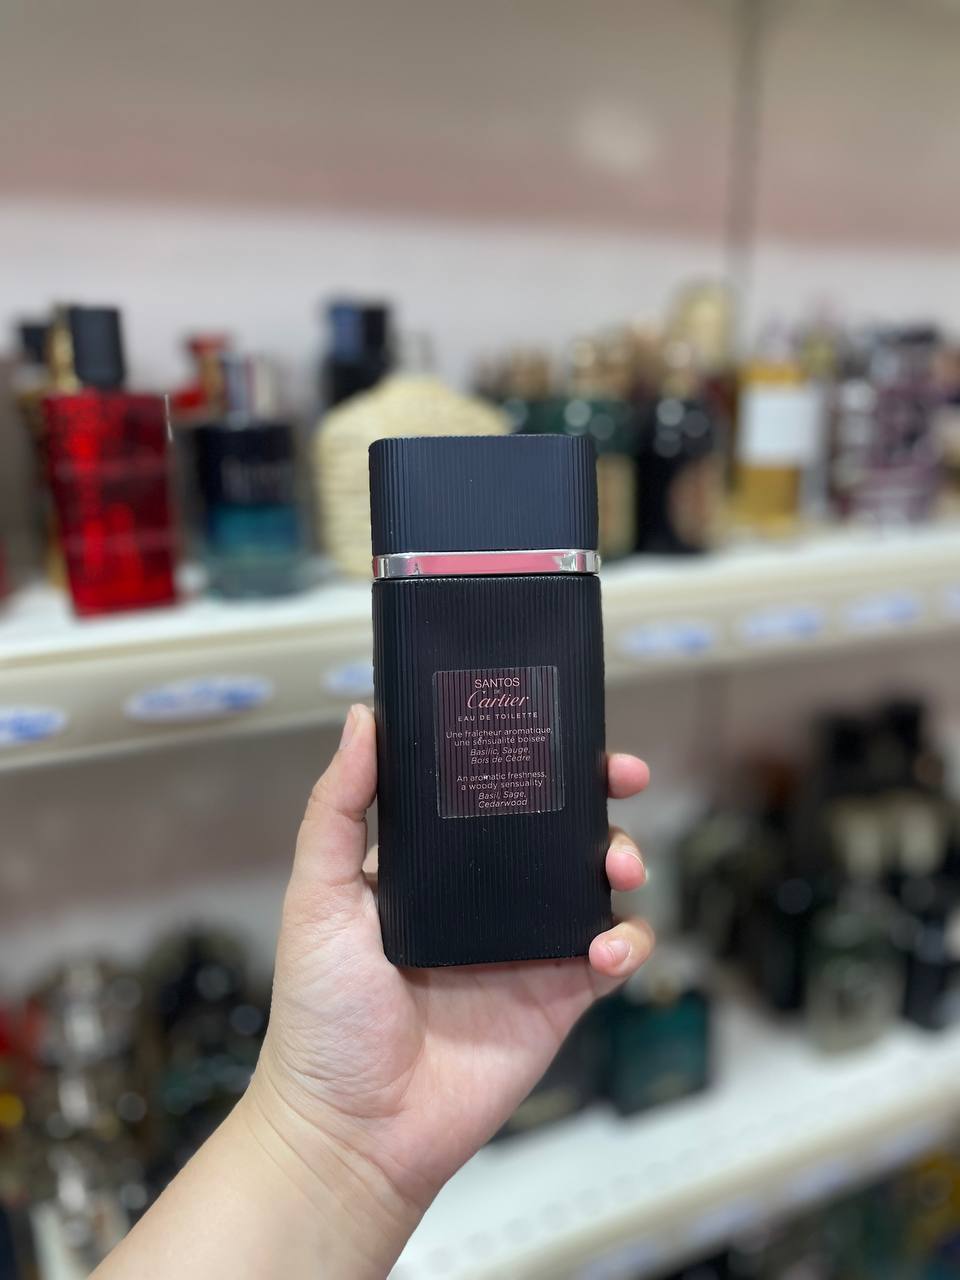 SANTOS
DE
Cartier
EAU DE TOILETTE
Une fraîcheur aromatique,
une sensualité boisée
Basilic, Sauge,
Bois de Cèdre
An aromatic freshness,
a woody sensuality
Basil, Sage,
Cedarwood